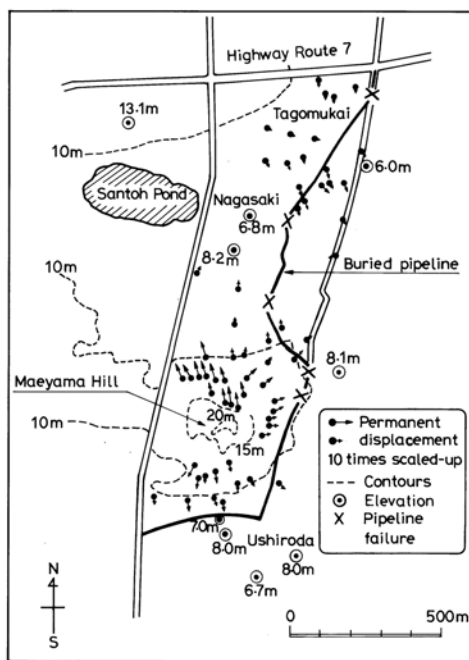 Highway Route 7
13.1m
Tagomukai
10m
6.0m
Santoh Pond
Nagasaki
6.8m
8.2m
Buried pipeline
10m
8.1m
Maeyama Hill
20m
10m
15m
Permanent
displacement
10 times scaled-up
Contours
Elevation
Pipeline
failure
7.0m
8.0m
Ushiroda
8.0m
6.7m
N
S
0 500m